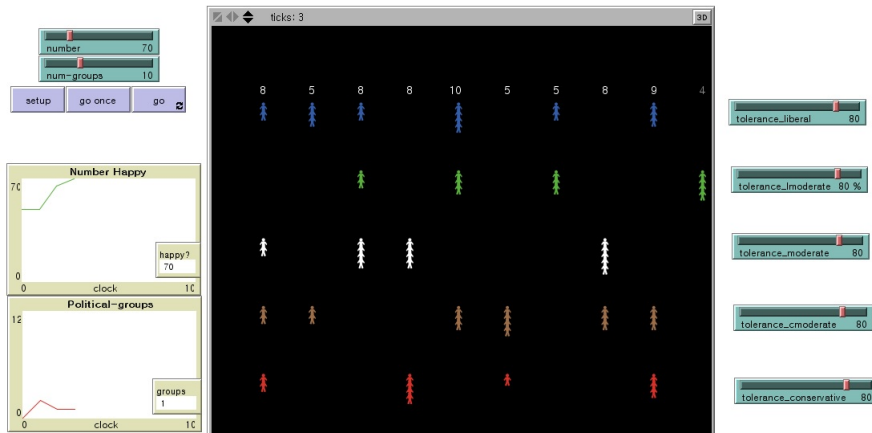 ticks: 3
3D
number 70
num-groups 10
setup go once go
8 5 8 8 10 5 5 8 9 4
tolerance_liberal 80
tolerance_lmoderate 80 %
tolerance_moderate 80
tolerance_cmoderate 80
tolerance_conservative 80
Number Happy
70
happy?
70
0
0 clock 10
Political-groups
12
groups
1
0
0 clock 10